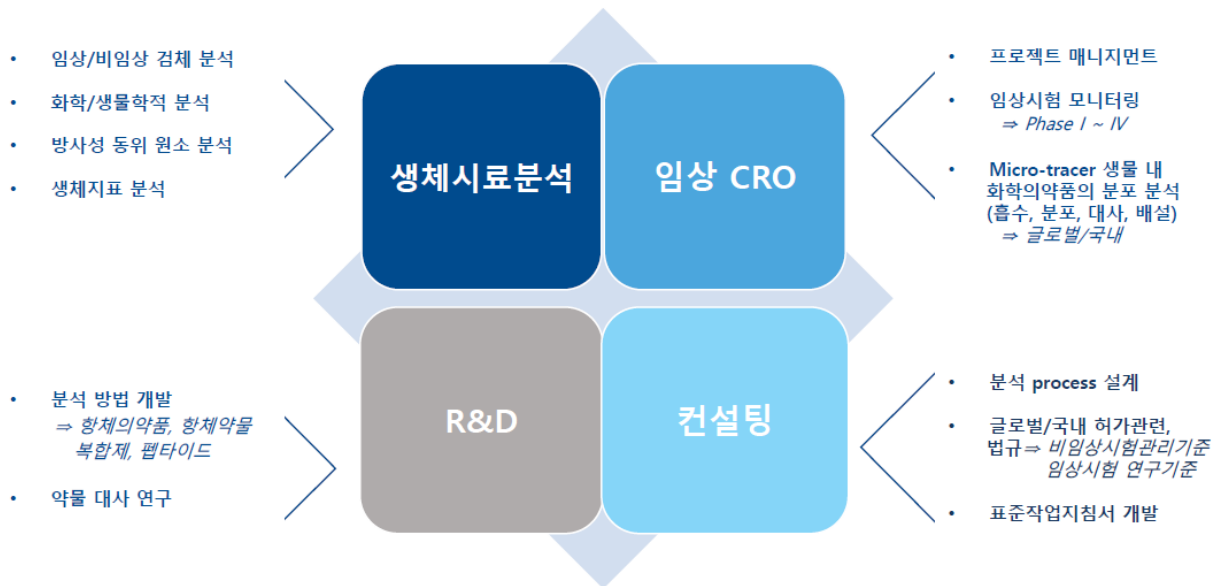 • 임상/비임상 검체 분석
• 화학/생물학적 분석
• 방사성 동위 원소 분석
• 생체지표 분석
생체시료분석
임상 CRO
• 프로젝트 매니지먼트
• 임상시험 모니터링
⇒ Phase I ~ IV
• Micro-tracer 생물 내
화학의약품의 분포 분석
(흡수, 분포, 대사, 배설)
⇒ 글로벌/국내
• 분석 방법 개발
⇒ 항체의약품, 항체약물
복합제, 펩타이드
• 약물 대사 연구
R&D
컨설팅
• 분석 process 설계
• 글로벌/국내 허가관련,
법규⇒ 비임상시험관리기준
임상시험 연구기준
• 표준작업지침서 개발